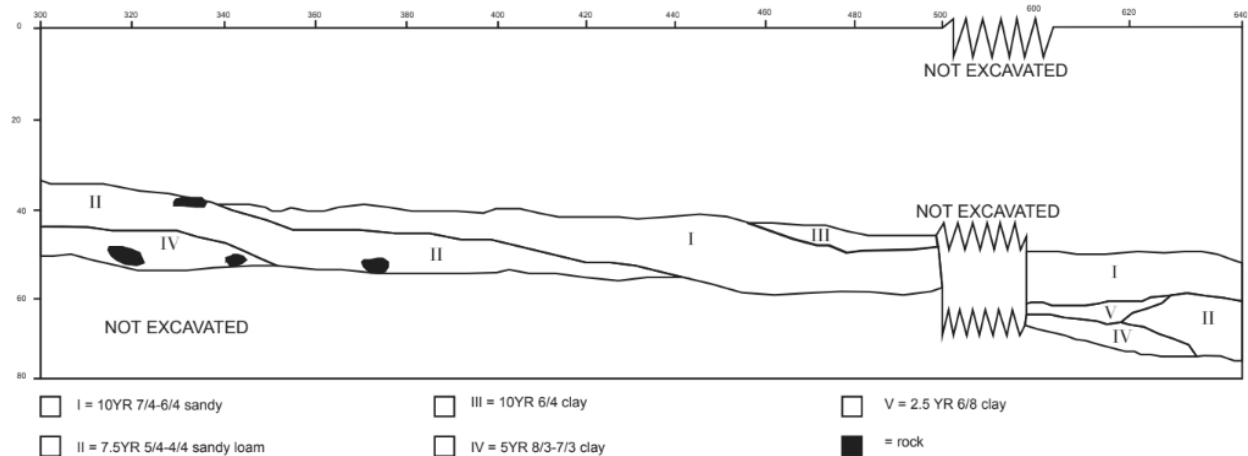 300 320 340 360 380 400 420 440 460 480 500 600 620 640
0
NOT EXCAVATED
20
40
NOT EXCAVATED
II
III
I
IV
II
I
60
V
II
NOT EXCAVATED
IV
80
I = 10YR 7/4-6/4 sandy
III = 10YR 6/4 clay
V = 2.5 YR 6/8 clay
II = 7.5YR 5/4-4/4 sandy loam
IV = 5YR 8/3-7/3 clay
= rock